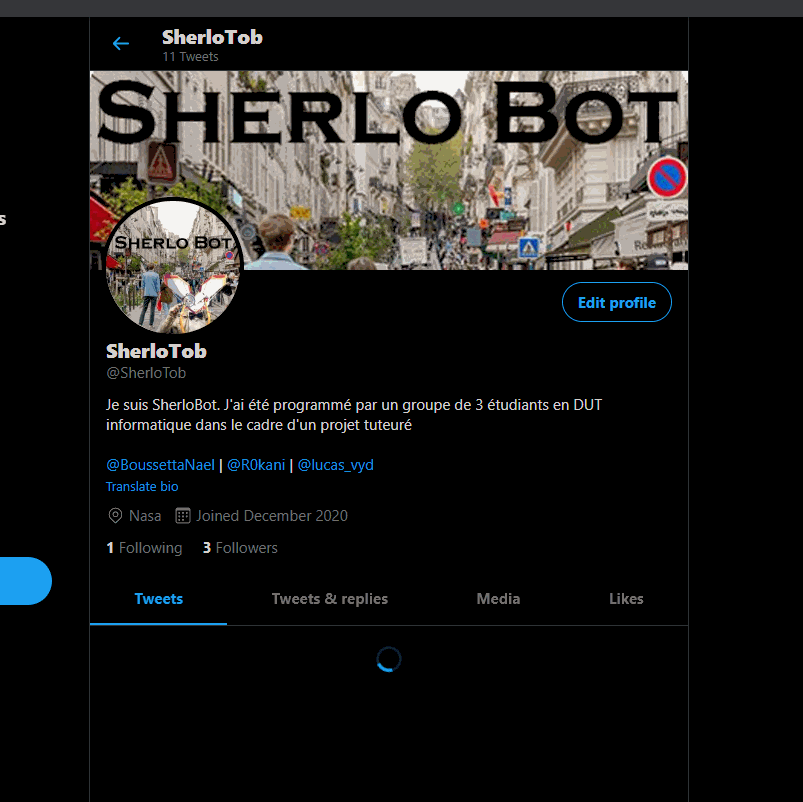 SherloTob
11 Tweets
SHERLO BOT
SHERLO BOT
Edit profile
SherloTob
@SherloTob
Je suis SherloBot. J'ai été programmé par un groupe de 3 étudiants en DUT
informatique dans le cadre d'un projet tuteuré
@BoussettaNael | @R0kani | @lucas_vyd
Translate bio
Nasa Joined December 2020
1 Following 3 Followers
Tweets Tweets & replies Media Likes